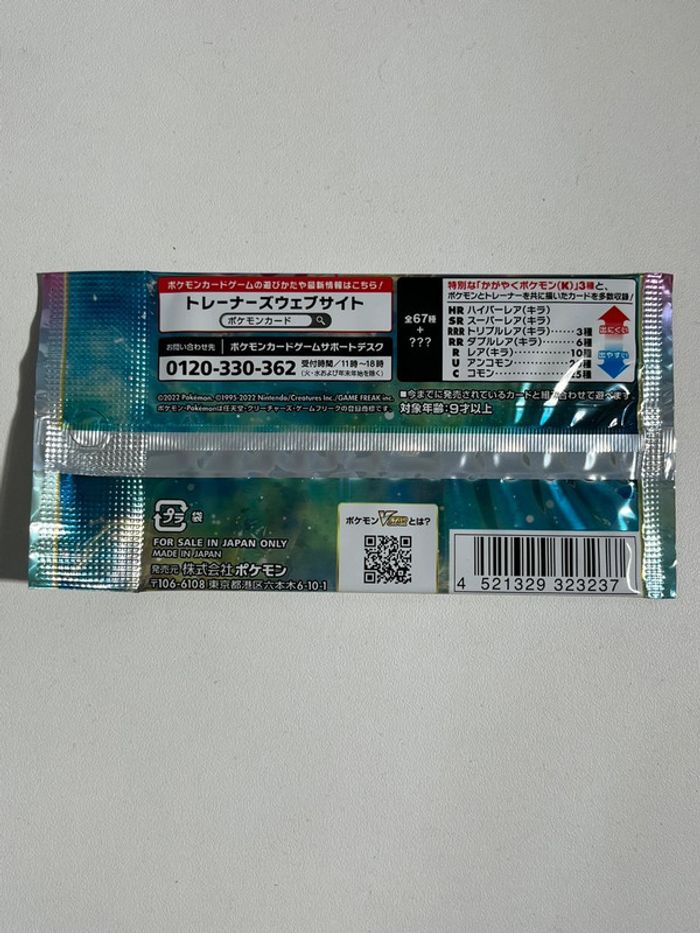 ポケモンカードゲームの遊びかたや最新情報はこちら!
トレーナーズウェブサイト
ポケモンカード
お問い合わせ先 ポケモンカードゲームサポートデスク
0120-330-362 受付時間/11時~18時
(火・水および年末年始を除く)
©2022 Pokémon. ©1995-2022 Nintendo/Creatures Inc./GAME FREAK inc.
ポケモン・Pokémonは任天堂・クリーチャーズ・ゲームフリークの登録商標です。
全67種
+
???
特別な「かがやくポケモン(K)」3種と、
ポケモンとトレーナーを共に描いたカードを多数収録!
HR ハイパーレア(キラ)
SR スーパーレア(キラ)
RRR トリプルレア(キラ)……3種
RR ダブルレア(キラ)………6種
R レア(キラ)………10種
U アンコモン
C コモン
出にくい
出やすい
■今までに発売されているカードと組み合わせて遊べます。
対象年齢:9才以上
プラ 袋
FOR SALE IN JAPAN ONLY
MADE IN JAPAN
発売元 株式会社ポケモン
〒106-6108 東京都港区六本木6-10-1
ポケモンVSTARとは?
4 521329 323237